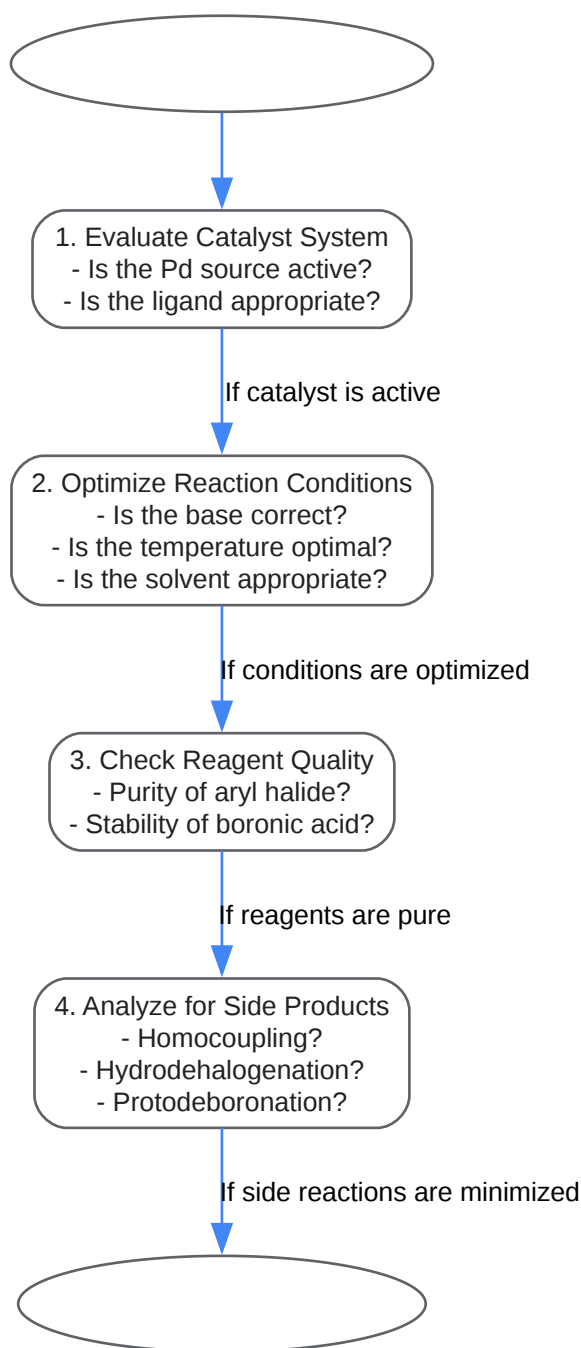 1. Evaluate Catalyst System
- Is the Pd source active?
- Is the ligand appropriate?
If catalyst is active
2. Optimize Reaction Conditions
- Is the base correct?
- Is the temperature optimal?
- Is the solvent appropriate?
If conditions are optimized
3. Check Reagent Quality
- Purity of aryl halide?
- Stability of boronic acid?
If reagents are pure
4. Analyze for Side Products
- Homocoupling?
- Hydrodehalogenation?
- Protodeboronation?
If side reactions are minimized